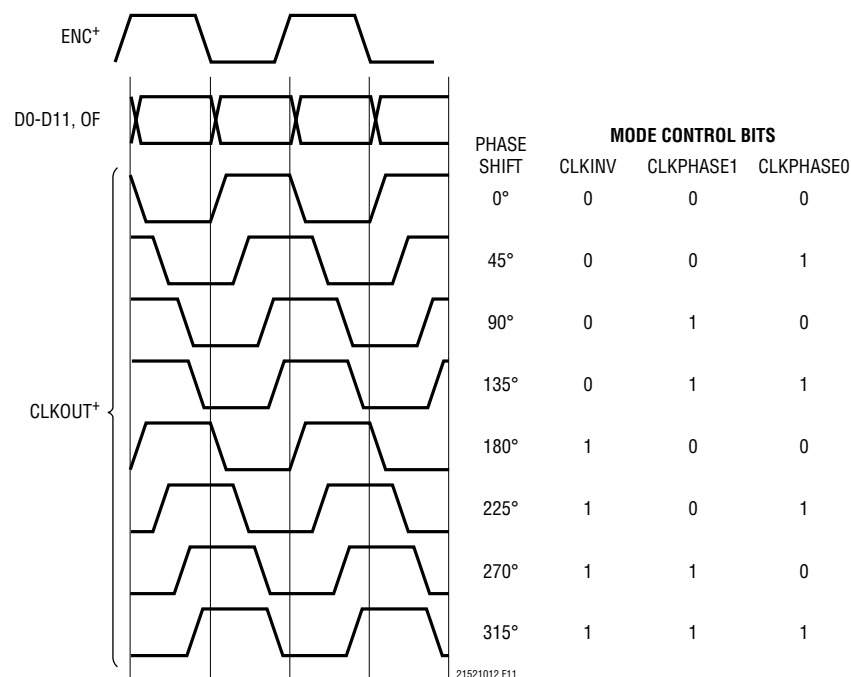 ENC+
D0-D11, OF
CLKOUT+
MODE CONTROL BITS
PHASE SHIFT CLKINV CLKPHASE1 CLKPHASE0
0° 0 0 0
45° 0 0 1
90° 0 1 0
135° 0 1 1
180° 1 0 0
225° 1 0 1
270° 1 1 0
315° 1 1 1
21521012 F11